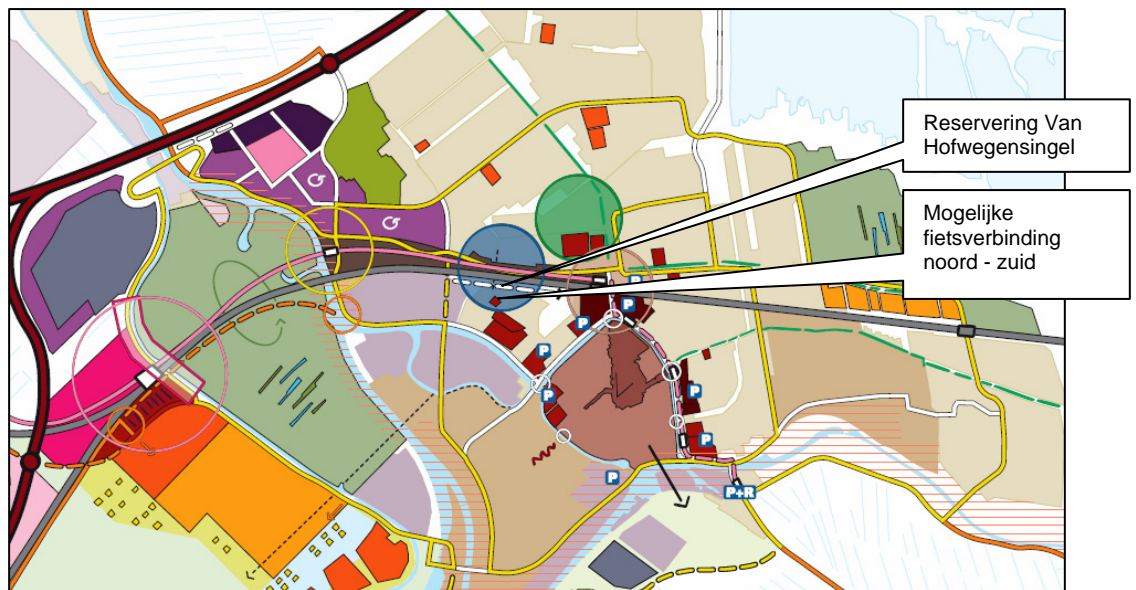 Reservering Van
Hofwegensingel
Mogelijke
fietsverbinding
noord - zuid
P
P
P
P
P
P
P
P
P
P+R